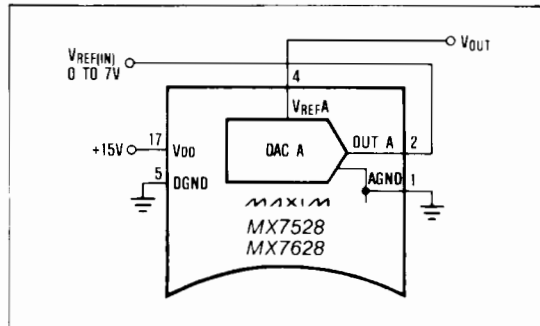 VREF(IN)
0 TO 7V
VOUT
4
VREFA
+15V
17
VDD
DAC A
OUT A
2
5
DGND
AGND
1
MAXIM
MX7528
MX7628